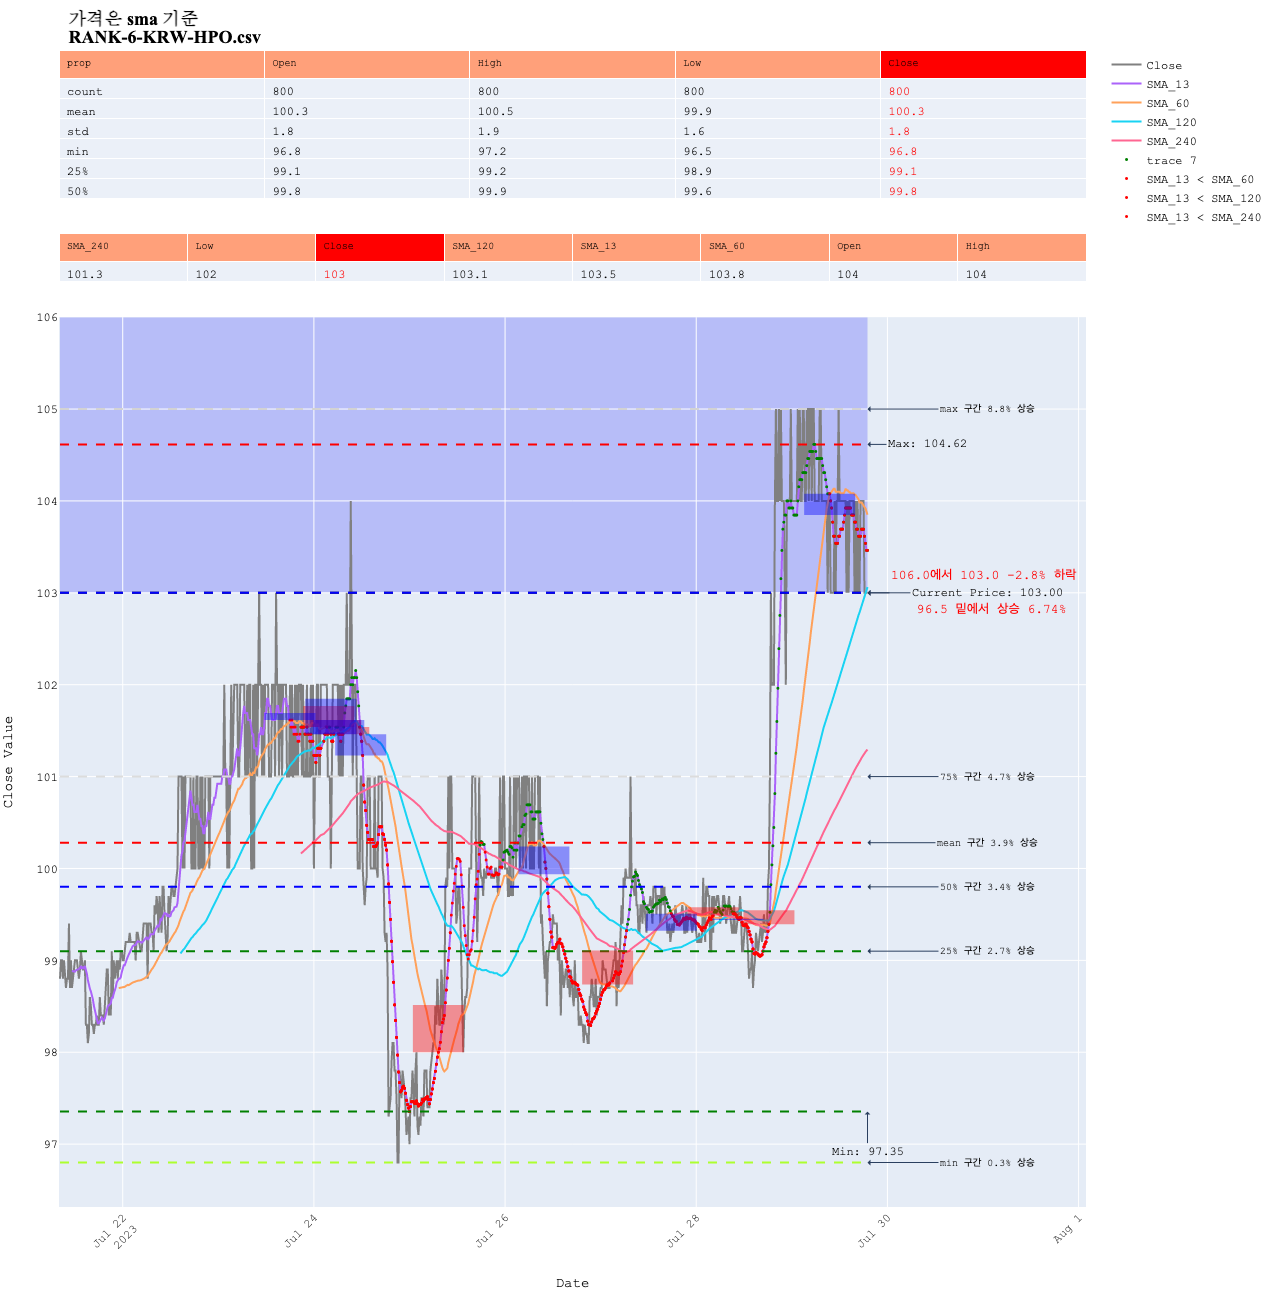 가격은 sma 기준
RANK-6-KRW-HPO.csv
prop Open High Low Close
count 800 800 800 800
mean 100.3 100.5 99.9 100.3
std 1.8 1.9 1.6 1.8
min 96.8 97.2 96.5 96.8
25% 99.1 99.2 98.9 99.1
50% 99.8 99.9 99.6 99.8
Close
SMA_13
SMA_60
SMA_120
SMA_240
trace 7
SMA_13 < SMA_60
SMA_13 < SMA_120
SMA_13 < SMA_240
SMA_240 Low Close SMA_120 SMA_13 SMA_60 Open High
101.3 102 103 103.1 103.5 103.8 104 104
106
105
104
103
102
101
100
99
98
97
Close Value
max 구간 8.8% 상승
Max: 104.62
106.0에서 103.0 -2.8% 하락
Current Price: 103.00
96.5 밑에서 상승 6.74%
75% 구간 4.7% 상승
mean 구간 3.9% 상승
50% 구간 3.4% 상승
25% 구간 2.7% 상승
Min: 97.35
min 구간 0.3% 상승
Jul 22
2023
Jul 24
Jul 26
Jul 28
Jul 30
Aug 1
Date